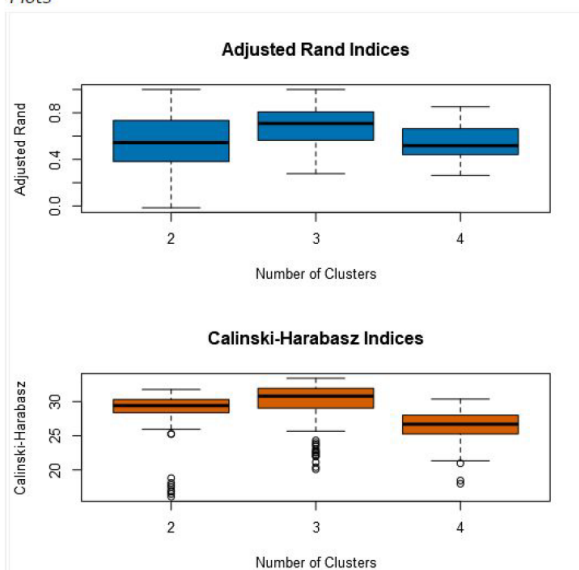 Plots
Adjusted Rand Indices
Adjusted Rand
0.0 0.4 0.8
2 3 4
Number of Clusters
Calinski-Harabasz Indices
Calinski-Harabasz
20 25 30
2 3 4
Number of Clusters